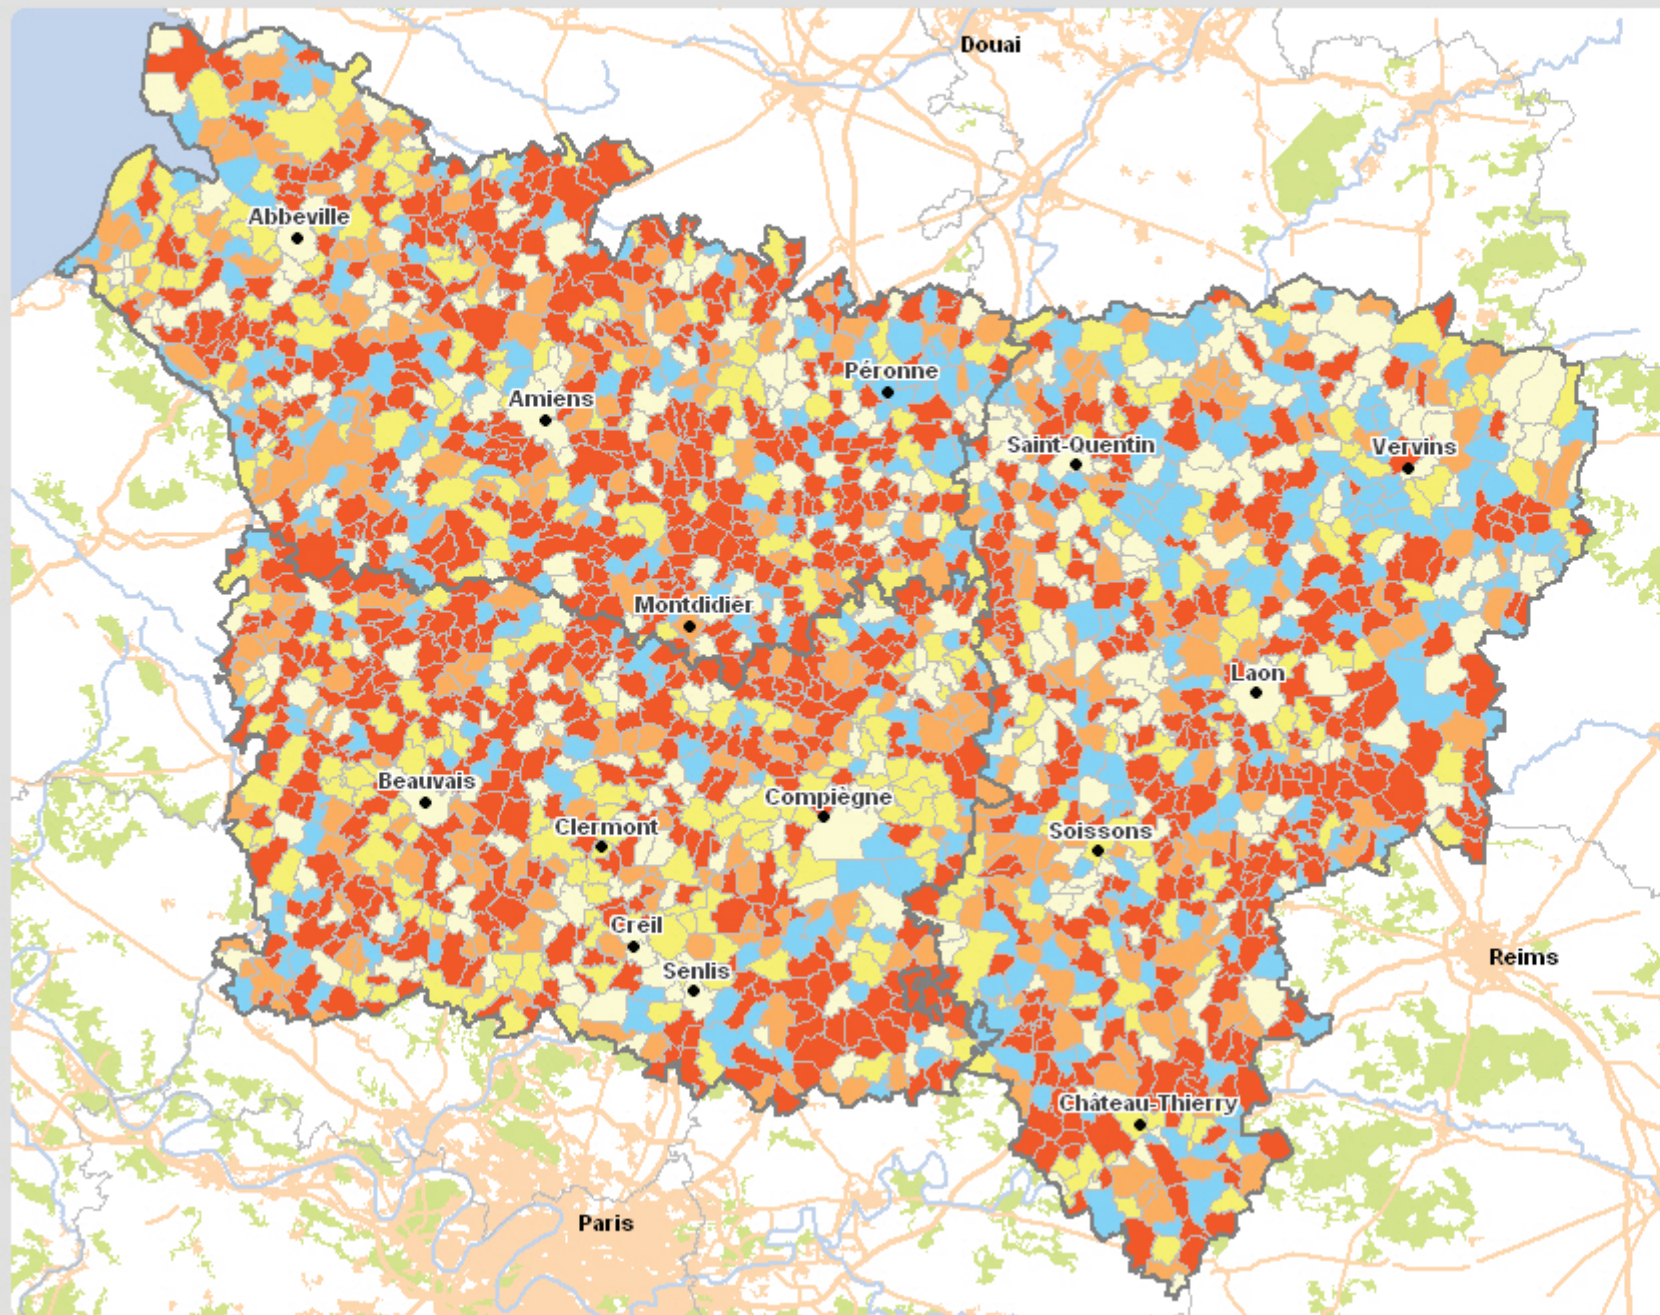 Douai
Abbeville
Péronne
Amiens
Saint-Quentin
Vervins
Montdidier
Laon
Beauvais
Compiègne
Clermont
Soissons
Creil
Senlis
Reims
Château-Thierry
Paris